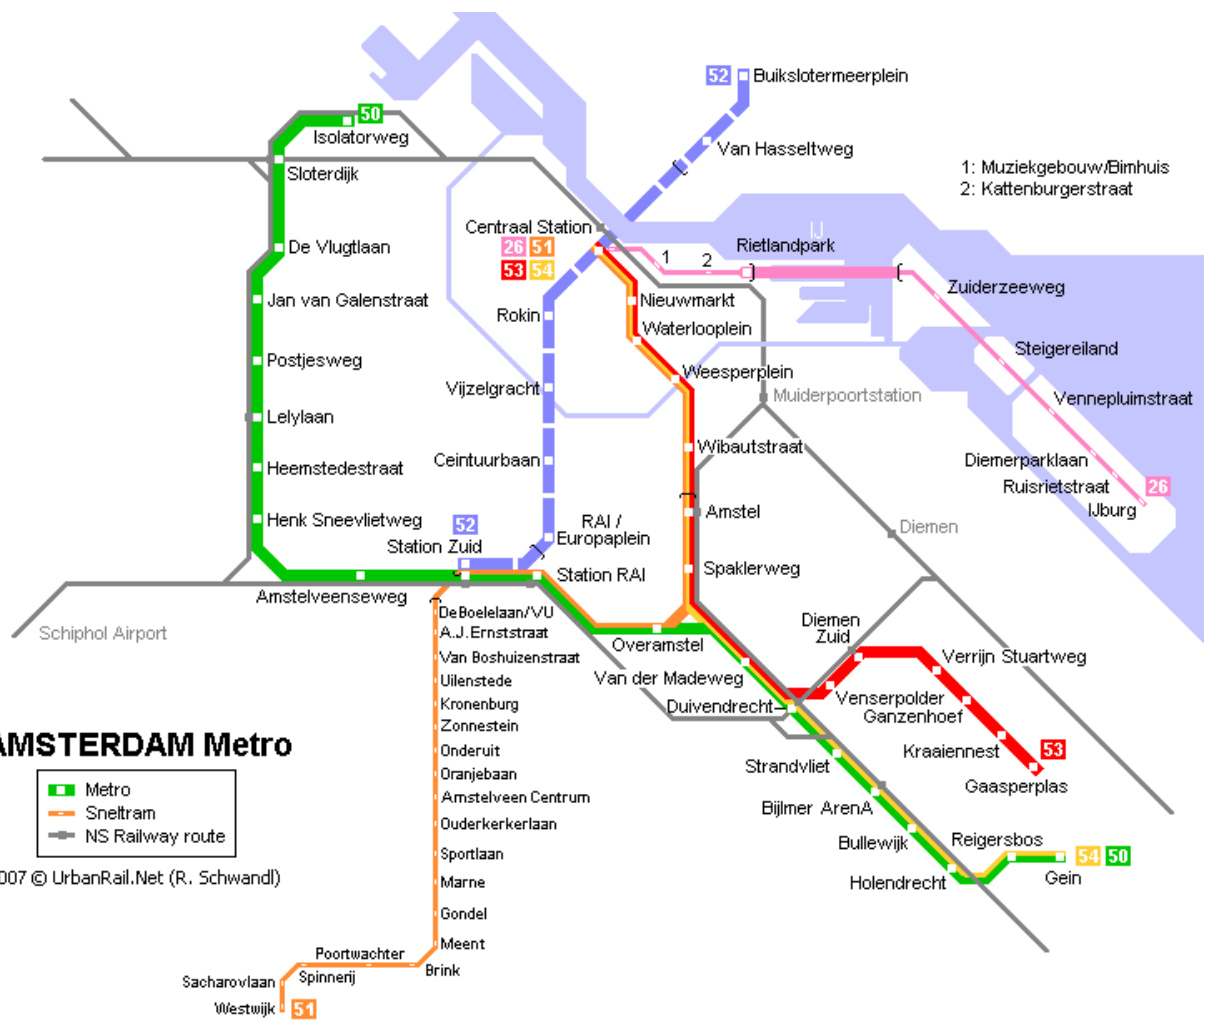 52 Buikslotermeerplein
50
Isolatorweg
Van Hasseltweg
1: Muziekgebouw/Bimhuis
2: Kattenburgerstraat
Sloterdijk
Centraal Station
26 51
53 54
IJ
De Vlugtlaan
Rietlandpark
1 2
Zuiderzeeweg
Jan van Galenstraat
Nieuwmarkt
Rokin
Waterlooplein
Steigereiland
Postjesweg
Weesperplein
Vijzelgracht
Muiderpoortstation
Vennepluimstraat
Lelylaan
Wibautstraat
Ceintuurbaan
Diemerparklaan
Heemstedestraat
Ruisrietstraat
26
IJburg
Amstel
Henk Sneevlietweg
52
RAI /
Europaplein
Diemen
Station Zuid
Spaklerweg
Station RAI
Amstelveenseweg
DeBoelelaan/VU
Schiphol Airport
A.J.Ernststraat
Diemen
Zuid
Overamstel
Van Boshuizenstraat
Verrijn Stuartweg
Uilenstede
Van der Madeweg
Kronenburg
Venserpolder
Duivendrecht
Ganzenhoef
Zonnestein
AMSTERDAM Metro
Onderuit
Kraaiennest
53
Oranjebaan
Strandvliet
Gaasperplas
Metro
Amstelveen Centrum
Bijlmer ArenA
Sneltram
Ouderkerkerlaan
NS Railway route
Bullewijk
Reigersbos
Sportlaan
54 50
007 © UrbanRail.Net (R. Schwandl)
Marne
Holendrecht
Gein
Gondel
Meent
Poortwachter
Brink
Spinnerij
Sacharovlaan
Westwijk 51